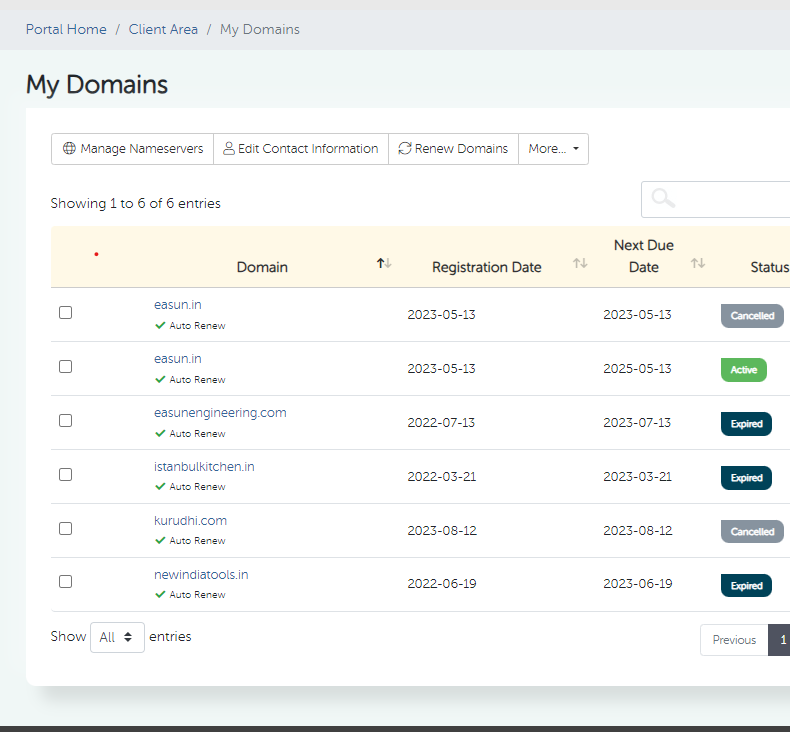 Portal Home / Client Area / My Domains
My Domains
Manage Nameservers Edit Contact Information Renew Domains More...
Showing 1 to 6 of 6 entries
Domain Registration Date Next Due Date Status
easun.in 2023-05-13 2023-05-13 Cancelled
Auto Renew
easun.in 2023-05-13 2025-05-13 Active
Auto Renew
easunengineering.com 2022-07-13 2023-07-13 Expired
Auto Renew
istanbulkitchen.in 2022-03-21 2023-03-21 Expired
Auto Renew
kurudhi.com 2023-08-12 2023-08-12 Cancelled
Auto Renew
newindiatools.in 2022-06-19 2023-06-19 Expired
Auto Renew
Show All entries
Previous 1